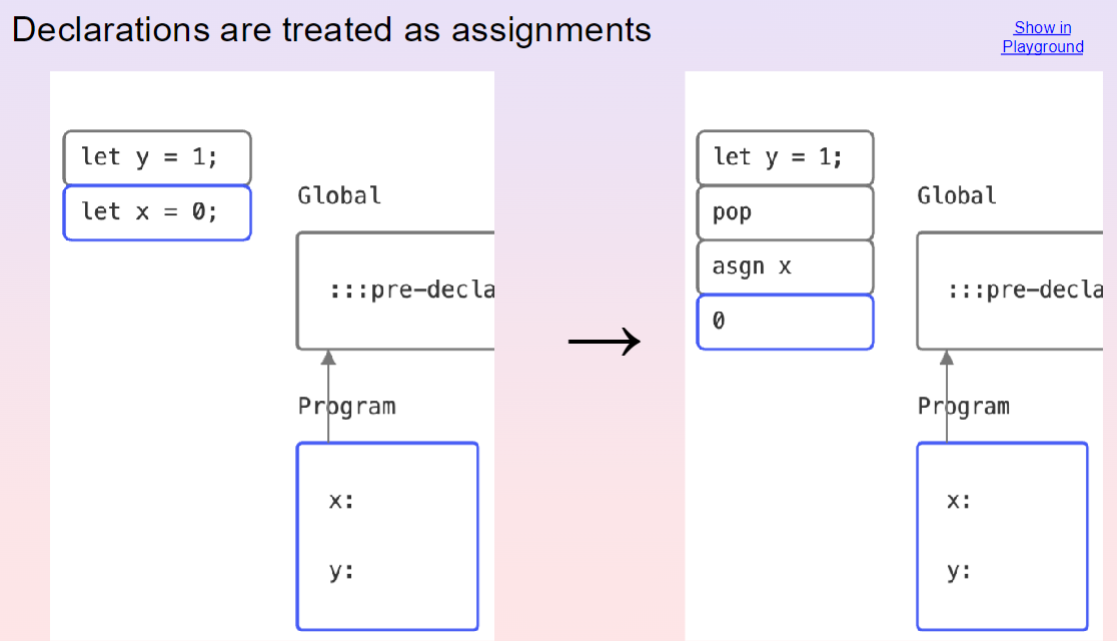 Declarations are treated as assignments
Show in
Playground
let y = 1;
let x = 0;
Global
:::pre-decla
Program
x:
y:
let y = 1;
pop
asgn x
0
Global
:::pre-decla
Program
x:
y: